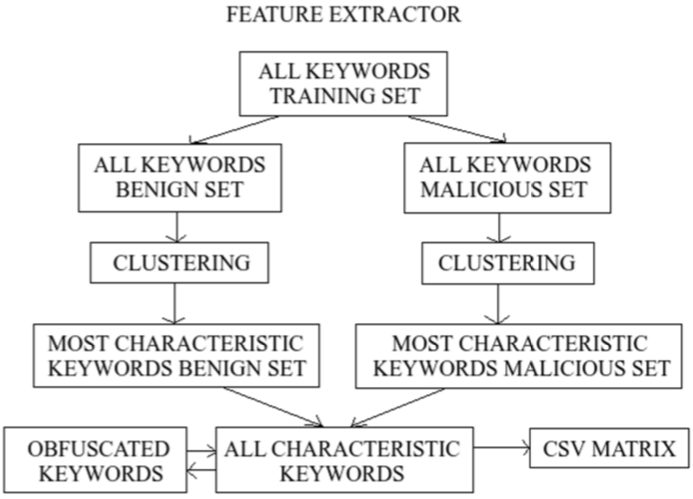 FEATURE EXTRACTOR
ALL KEYWORDS
TRAINING SET
ALL KEYWORDS
BENIGN SET
ALL KEYWORDS
MALICIOUS SET
CLUSTERING
CLUSTERING
MOST CHARACTERISTIC
KEYWORDS BENIGN SET
MOST CHARACTERISTIC
KEYWORDS MALICIOUS SET
OBFUSCATED
KEYWORDS
ALL CHARACTERISTIC
KEYWORDS
CSV MATRIX